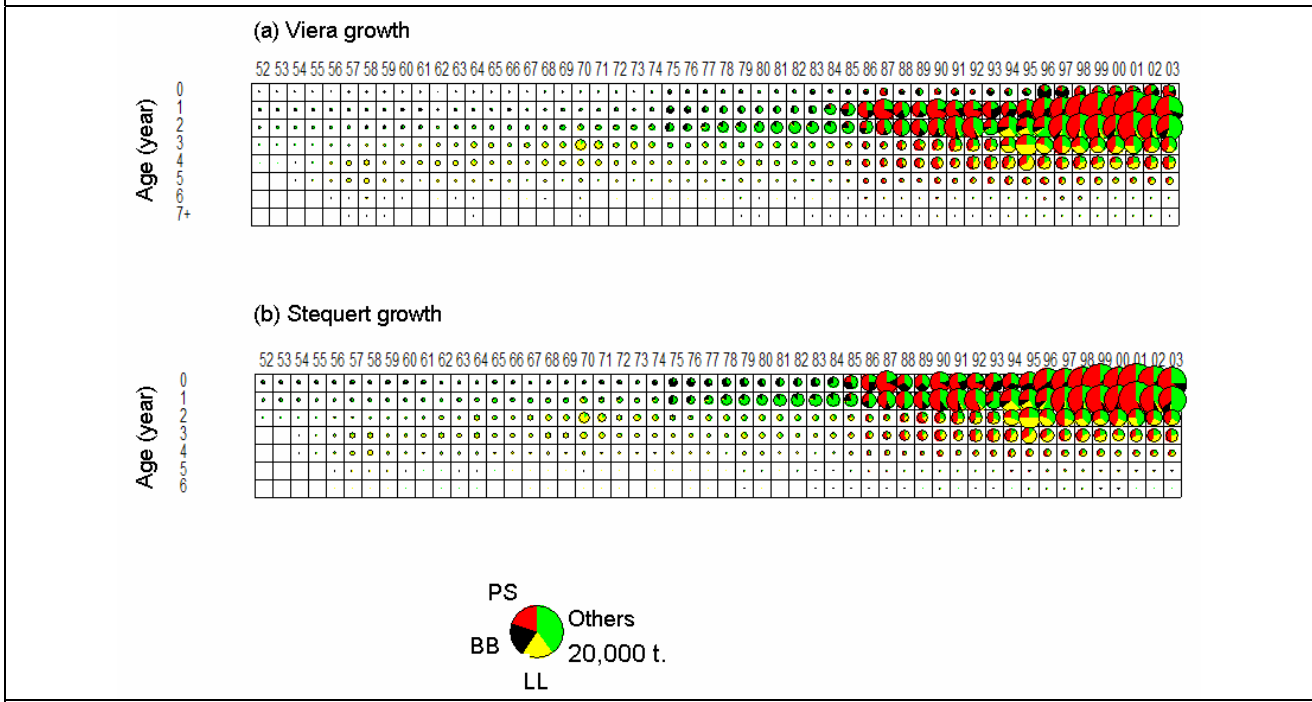 (a) Viera growth
52 53 54 55 56 57 58 59 60 61 62 63 64 65 66 67 68 69 70 71 72 73 74 75 76 77 78 79 80 81 82 83 84 85 86 87 88 89 90 91 92 93 94 95 96 97 98 99 00 01 02 03
Age (year)
0
1
2
3
4
5
6
7+
(b) Stequert growth
52 53 54 55 56 57 58 59 60 61 62 63 64 65 66 67 68 69 70 71 72 73 74 75 76 77 78 79 80 81 82 83 84 85 86 87 88 89 90 91 92 93 94 95 96 97 98 99 00 01 02 03
Age (year)
0
1
2
3
4
5
6
PS
Others
BB
20,000 t.
LL